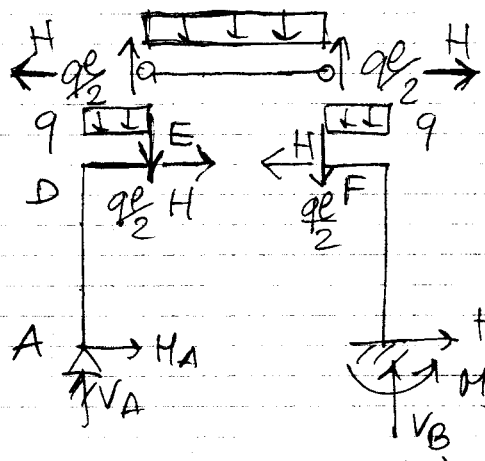 H qℓ/2 qℓ/2 H
q E H q
D qℓ/2 H qℓ/2 F
A H_A
V_A V_B